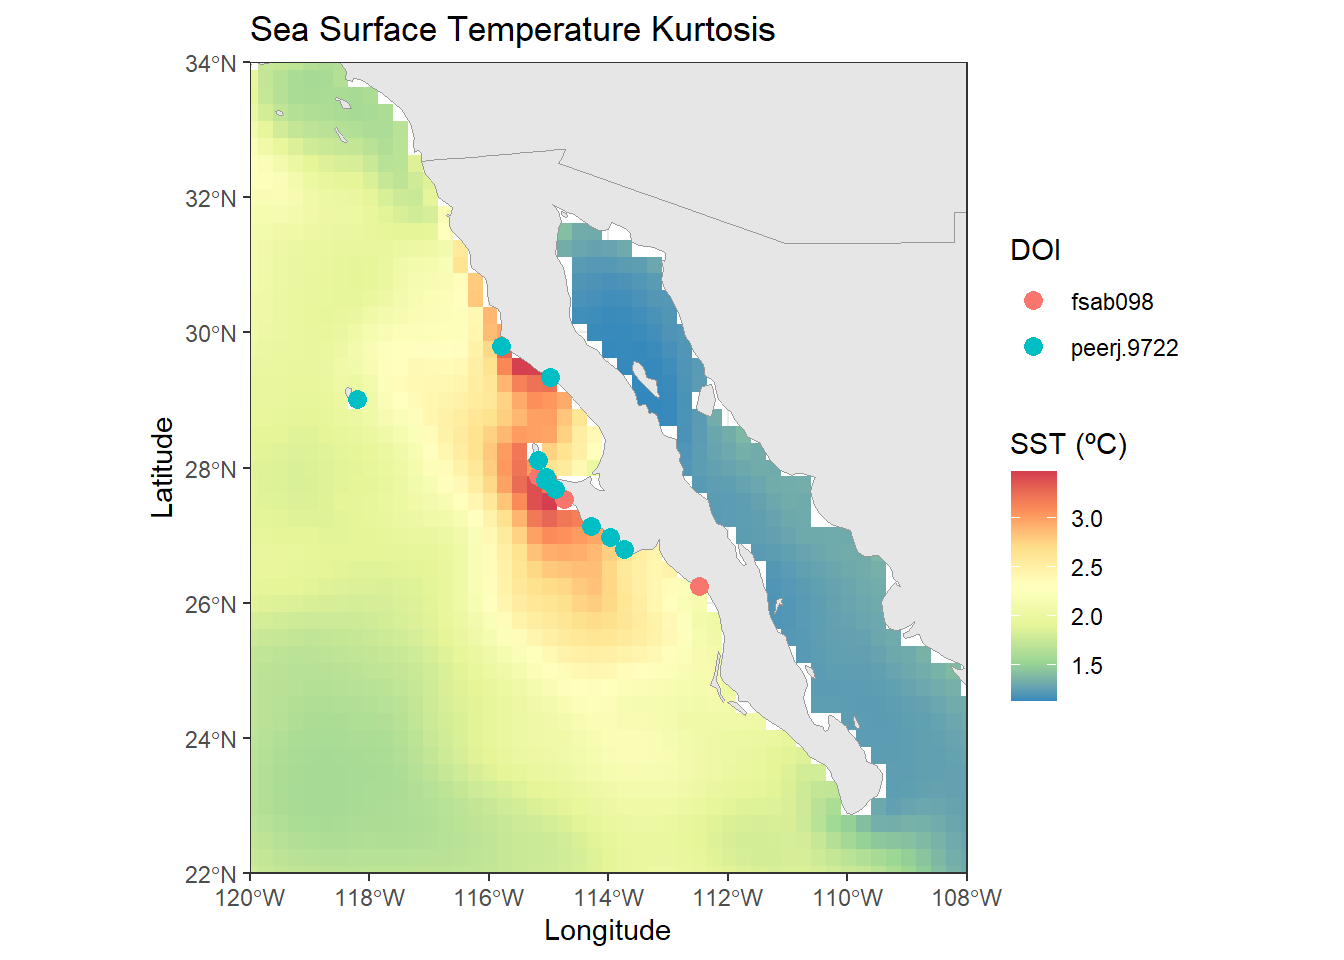 Sea Surface Temperature Kurtosis
34°N
32°N
30°N
28°N
26°N
24°N
22°N
Latitude
120°W
118°W
116°W
114°W
112°W
110°W
108°W
Longitude
DOI
fsab098
peerj.9722
SST (ºC)
3.0
2.5
2.0
1.5